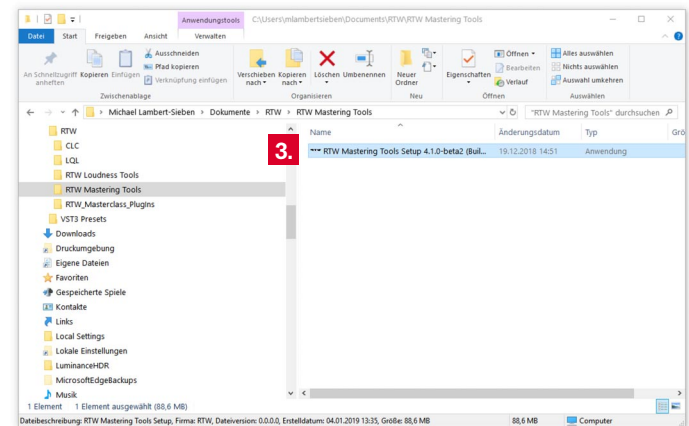 Anwendungstools C:\Users\mlambertsieben\Documents\RTW\RTW Mastering Tools
Datei Start Freigeben Ansicht Verwalten
An Schnellzugriff anheften
Kopieren
Einfügen
Ausschneiden
Pfad kopieren
Verknüpfung einfügen
Zwischenablage
Verschieben nach
Kopieren nach
Löschen
Umbenennen
Organisieren
Neuer Ordner
Neu
Eigenschaften
Öffnen
Bearbeiten
Verlauf
Öffnen
Alles auswählen
Nichts auswählen
Auswahl umkehren
Auswählen
Michael Lambert-Sieben › Dokumente › RTW › RTW Mastering Tools
"RTW Mastering Tools" durchsuchen
Name Änderungsdatum Typ Grö
3.
RTW Mastering Tools Setup 4.1.0-beta2 (Buil... 19.12.2018 14:51 Anwendung
RTW
CLC
LQL
RTW Loudness Tools
RTW Mastering Tools
RTW_Masterclass_PlugIns
VST3 Presets
Downloads
Druckumgebung
Eigene Dateien
Favoriten
Gespeicherte Spiele
Kontakte
Links
Local Settings
Lokale Einstellungen
LuminanceHDR
MicrosoftEdgeBackups
Musik
1 Element 1 Element ausgewählt (88,6 MB)
Dateibeschreibung: RTW Mastering Tools Setup, Firma: RTW, Dateiversion: 0.0.0.0, Erstelldatum: 04.01.2019 13:35, Größe: 88,6 MB 88,6 MB Computer